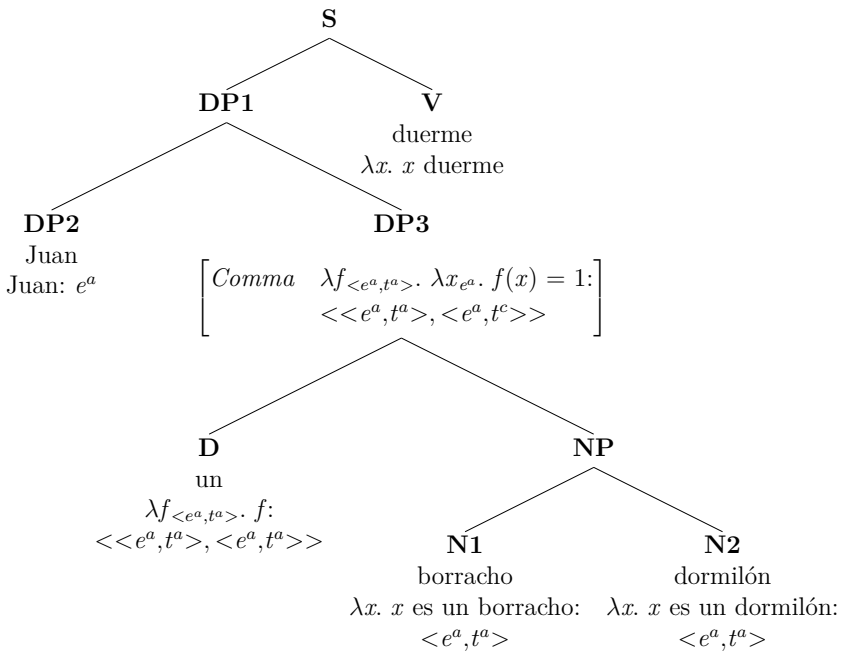 S
DP1 V
duerme
λx. x duerme
DP2 DP3
Juan
Juan: e^a
Comma λf_{<e^a,t^a>}. λx_{e^a}. f(x) = 1:
<<e^a,t^a>,<e^a,t^c>>
D NP
un
λf_{<e^a,t^a>}. f:
<<e^a,t^a>,<e^a,t^a>>
N1 N2
borracho dormilón
λx. x es un borracho: λx. x es un dormilón:
<e^a,t^a> <e^a,t^a>